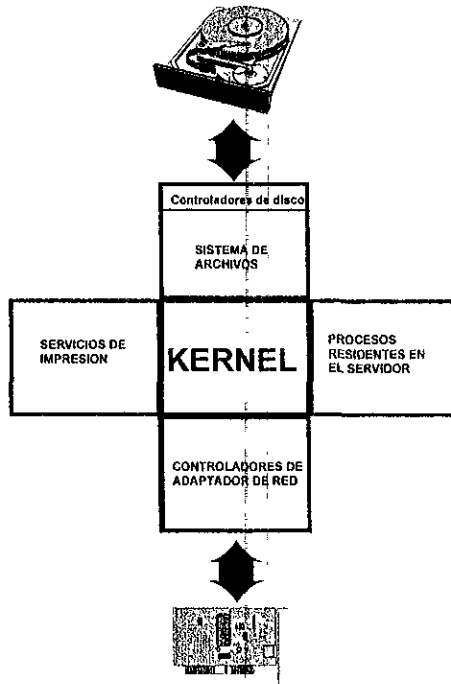 Controladores de disco
SISTEMA DE
ARCHIVOS
SERVICIOS DE
IMPRESION
KERNEL
PROCESOS
RESIDENTES EN
EL SERVIDOR
CONTROLADORES DE
ADAPTADOR DE RED